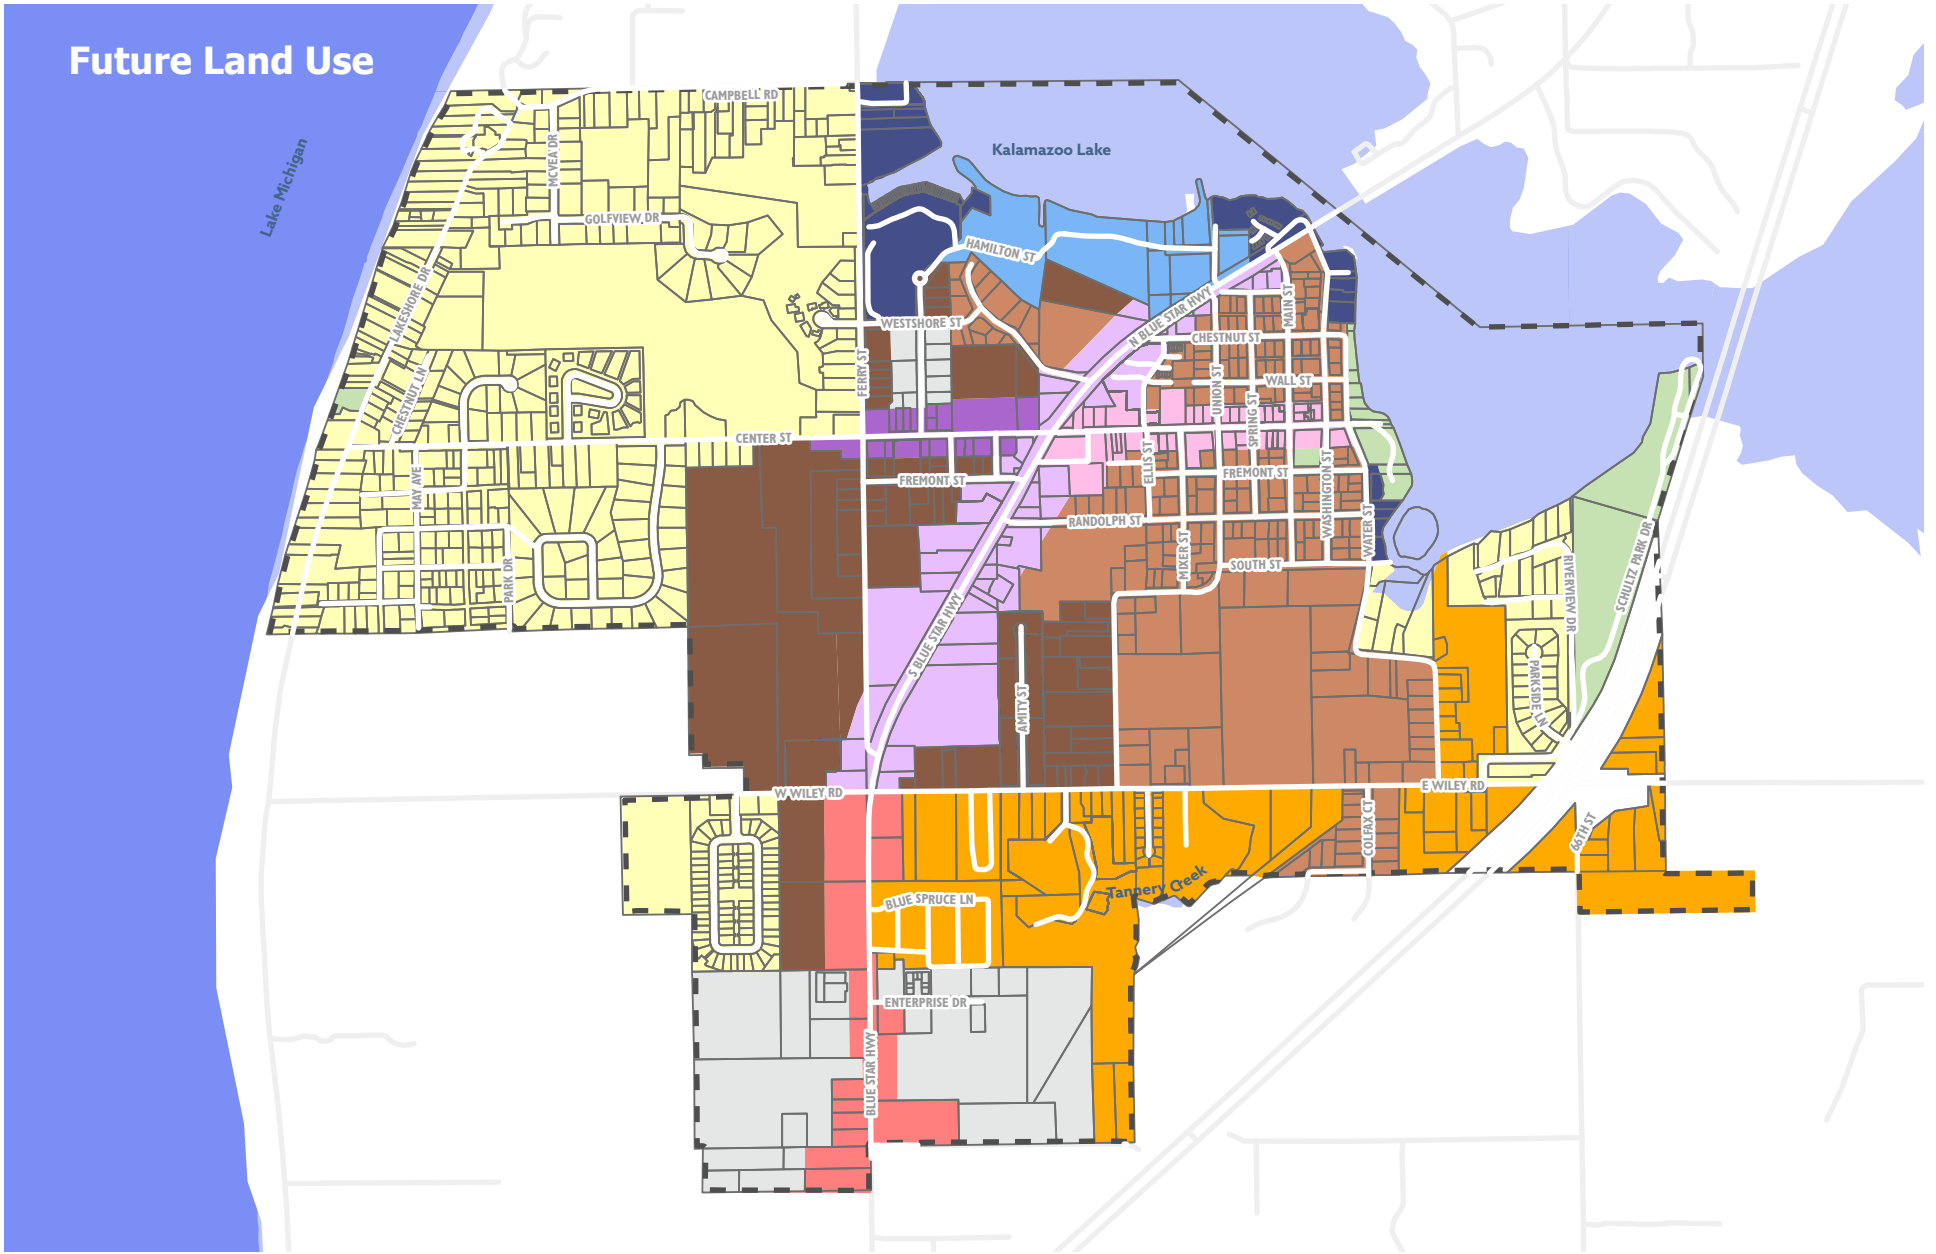 Future Land Use
CAMPBELL RD
Kalamazoo Lake
MCVEA DR
Lake Michigan
GOLFVIEW DR
HAMILTON ST
LAKESHORE DR
N BLUE STAR HWY
MAIN ST
WESTSHORE ST
CHESTNUT ST
FERRY ST
WALL ST
UNION ST
CHESTNUT LN
SPRING ST
CENTER ST
ELLIS ST
MAY AVE
FREMONT ST
FREMONT ST
WASHINGTON ST
RANDOLPH ST
WATER ST
MIXER ST
SOUTH ST
PARK DR
SCHULTZ PARK DR
RIVERVIEW DR
S BLUE STAR HWY
AMITY ST
PARKSIDE LN
W WILEY RD
E WILEY RD
COLFAX CT
66TH ST
Tannery Creek
BLUE SPRUCE LN
ENTERPRISE DR
BLUE STAR HWY